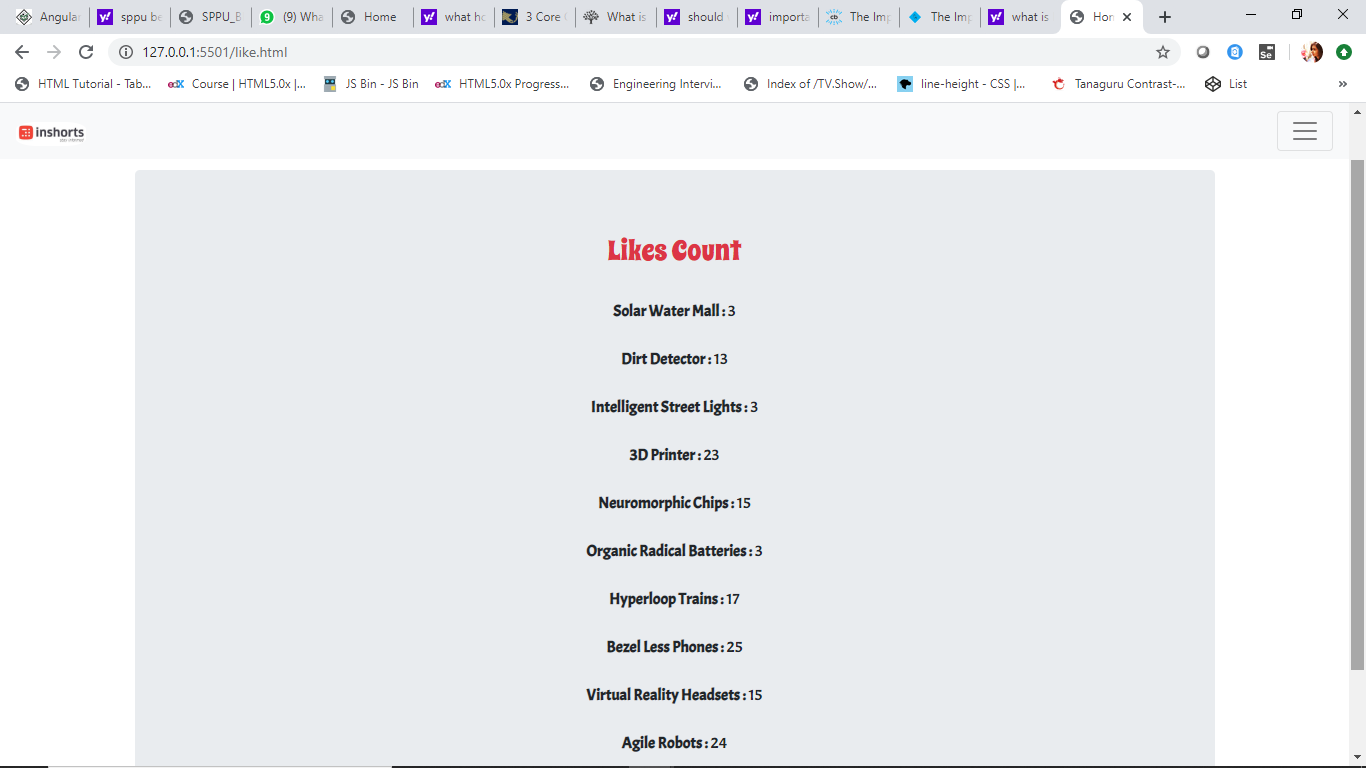 Angular
sppu be
SPPU_B
(9) Wha
Home
what ho
3 Core
What is
should
importa
The Imp
The Imp
what is
Hom
127.0.0.1:5501/like.html
HTML Tutorial - Tab...
edX Course | HTML5.0x |...
JS Bin - JS Bin
edX HTML5.0x Progress...
Engineering Intervi...
Index of /TV.Show/...
line-height - CSS |...
Tanaguru Contrast-...
List
»
inshorts
Likes Count
Solar Water Mall : 3
Dirt Detector : 13
Intelligent Street Lights : 3
3D Printer : 23
Neuromorphic Chips : 15
Organic Radical Batteries : 3
Hyperloop Trains : 17
Bezel Less Phones : 25
Virtual Reality Headsets : 15
Agile Robots : 24